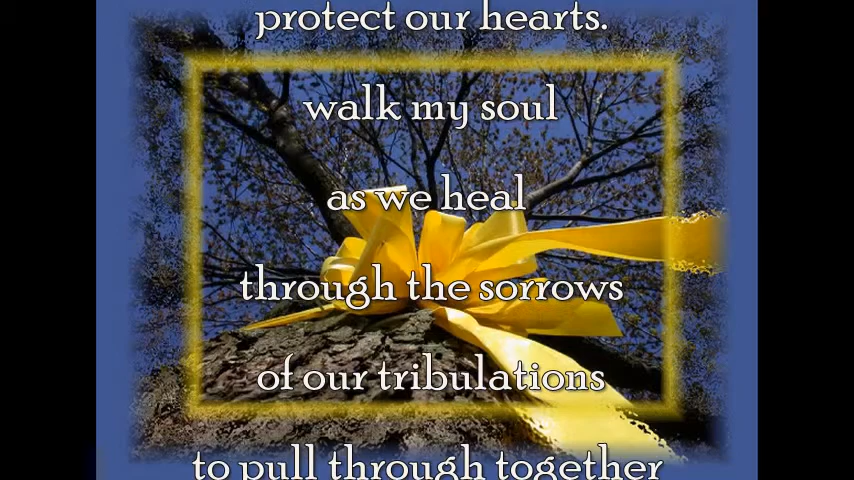 protect our hearts.
walk my soul
as we heal
through the sorrows
of our tribulations
to pull through together